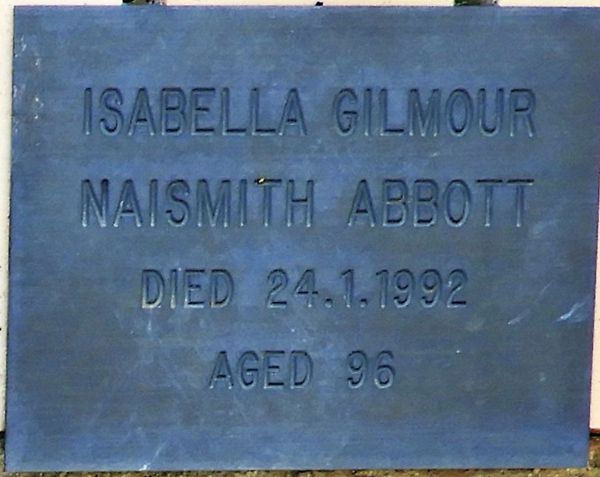 ISABELLA GILMOUR
NAISMITH ABBOTT
DIED 24.1.1992
AGED 96